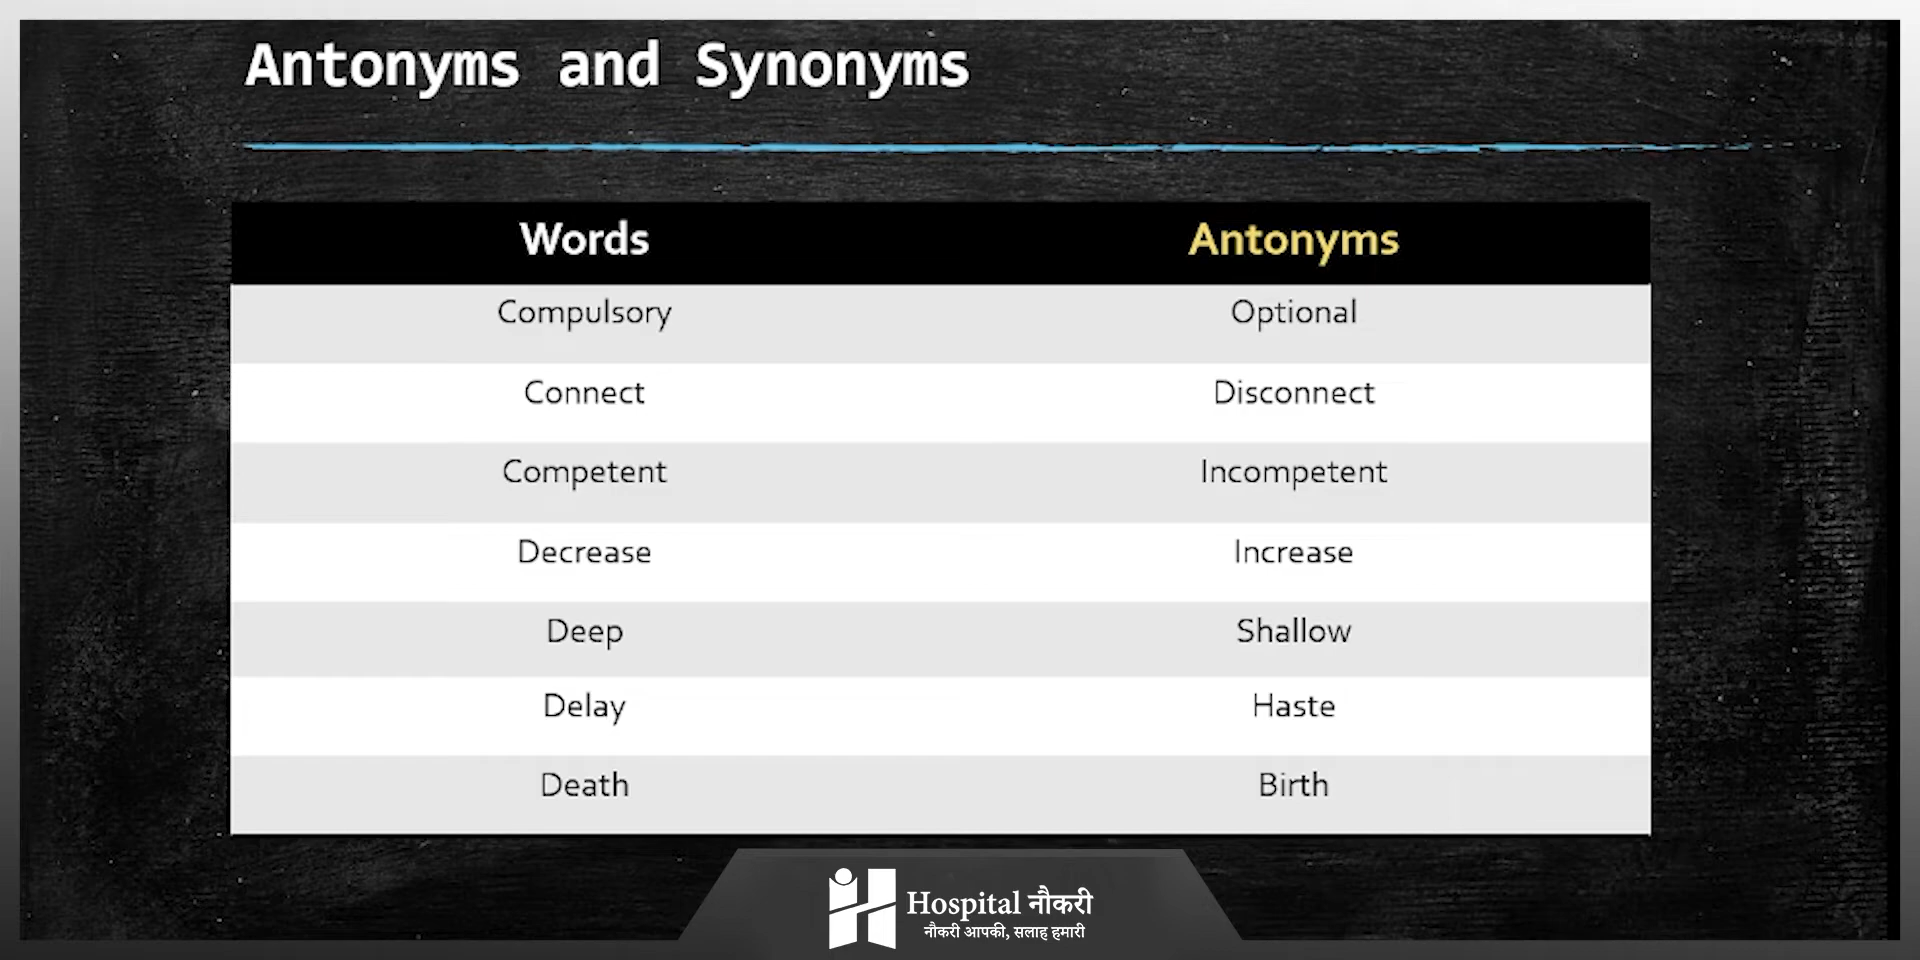 Antonyms and Synonyms
Words Antonyms
Compulsory Optional
Connect Disconnect
Competent Incompetent
Decrease Increase
Deep Shallow
Delay Haste
Death Birth
Hospital नौकरी
नौकरी आपकी, सलाह हमारी